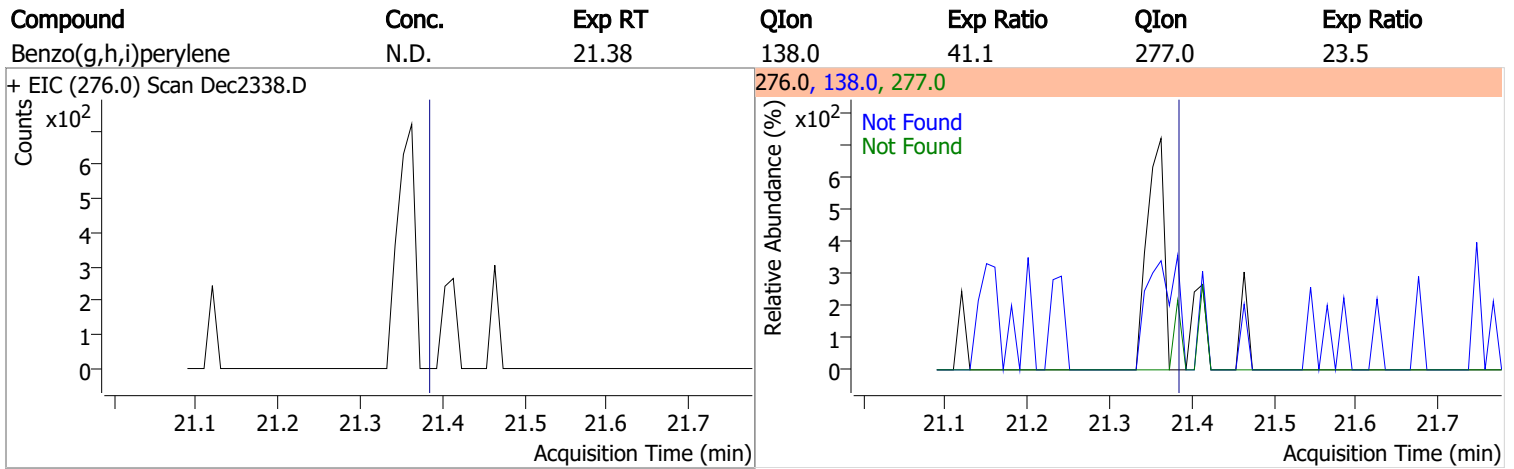 Compound Conc. Exp RT QIon Exp Ratio QIon Exp Ratio
Benzo(g,h,i)perylene N.D. 21.38 138.0 41.1 277.0 23.5
+ EIC (276.0) Scan Dec2338.D
Counts
x10²
6
5
4
3
2
1
0
21.1 21.2 21.3 21.4 21.5 21.6 21.7
Acquisition Time (min)
276.0, 138.0, 277.0
Relative Abundance (%)
x10²
Not Found
Not Found
6
5
4
3
2
1
0
21.1 21.2 21.3 21.4 21.5 21.6 21.7
Acquisition Time (min)